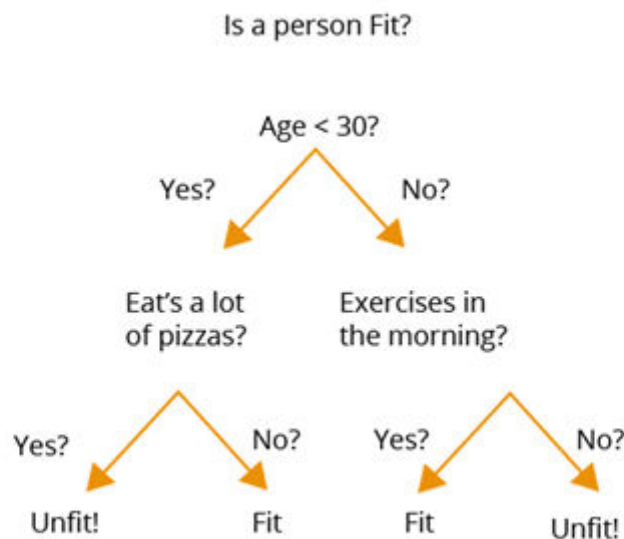 Is a person Fit?
Age < 30?
Yes?
No?
Eat's a lot
of pizzas?
Exercises in
the morning?
Yes?
No?
Yes?
No?
Unfit!
Fit
Fit
Unfit!